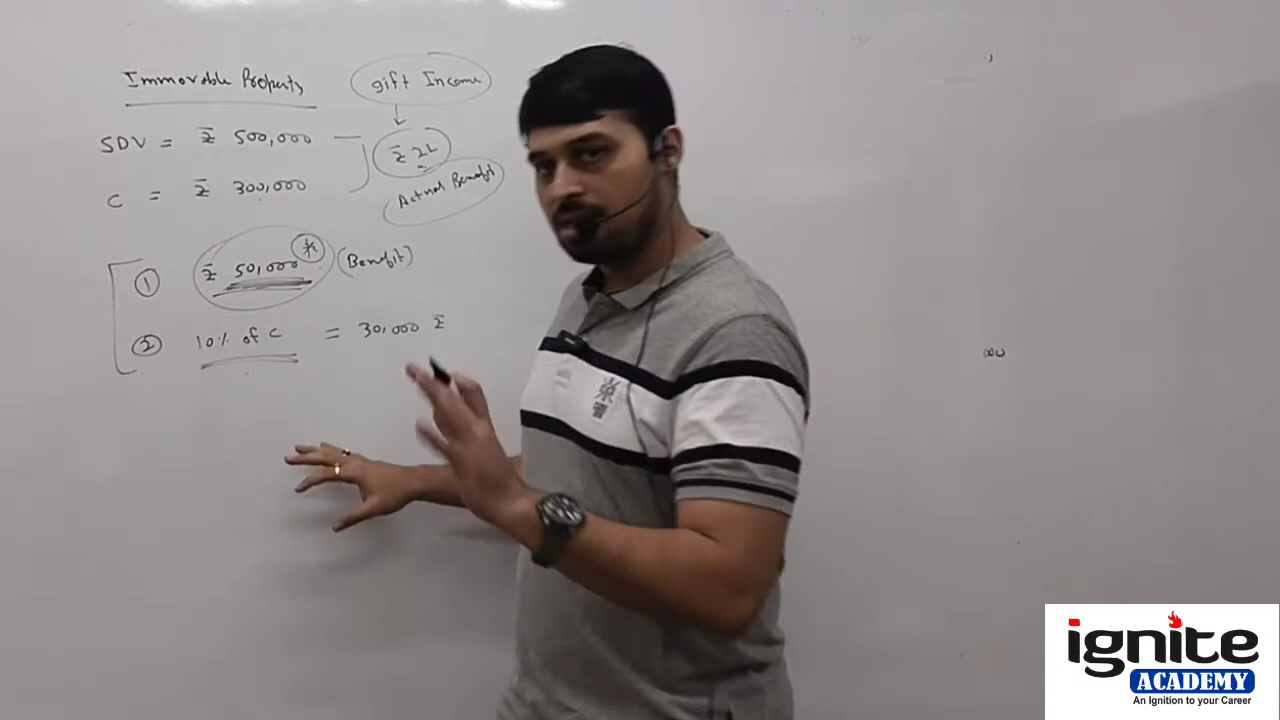 Immovable Property
gift Income
SDV = ₹ 500,000
₹ 2L
C = ₹ 300,000
Actual Benefit
① ₹ 50,000* (Benefit)
② 10% of C = 30,000 ₹
ignite
ACADEMY
An Ignition to your Career